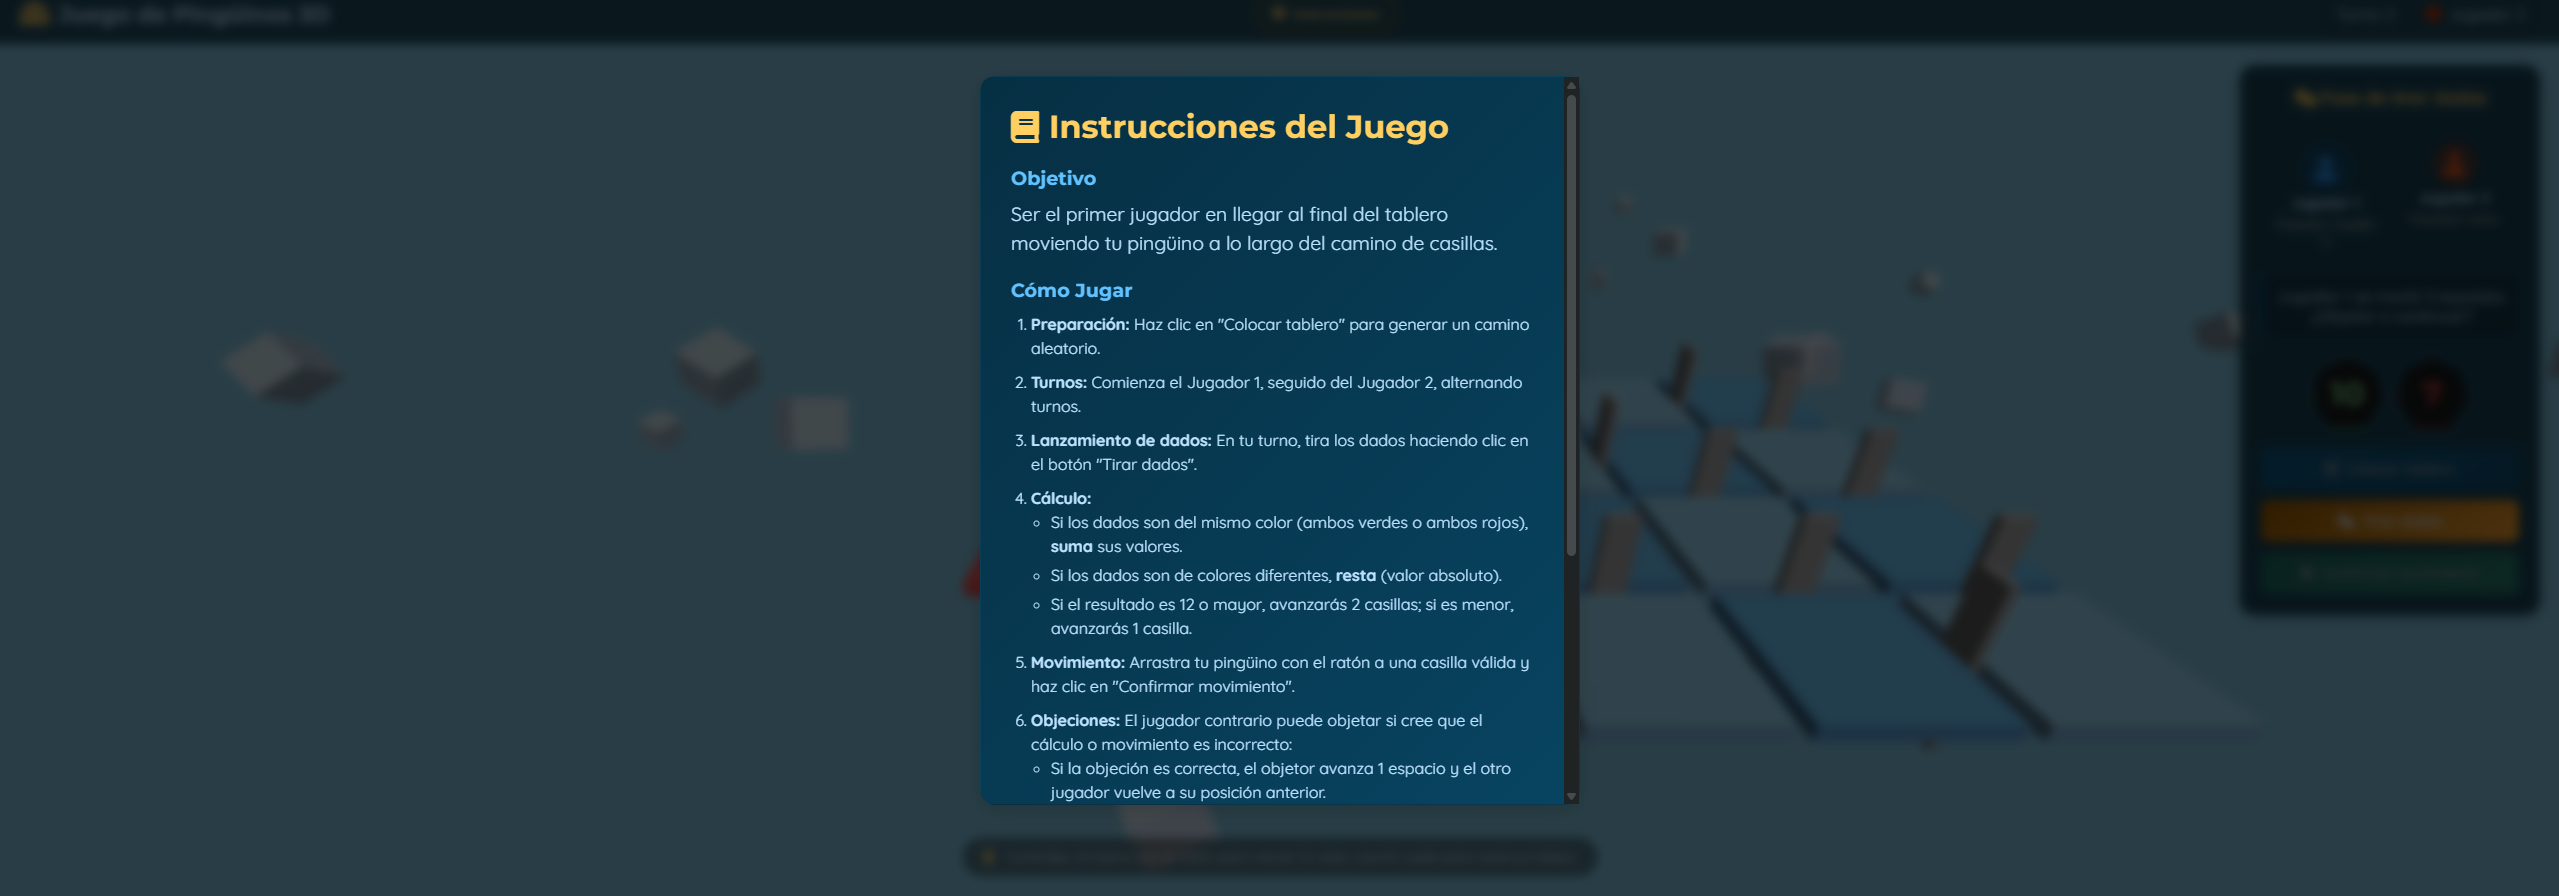 Juego de Pingüinos 3D
Instrucciones del Juego
Objetivo
Ser el primer jugador en llegar al final del tablero
moviendo tu pingüino a lo largo del camino de casillas.
Cómo Jugar
1. Preparación: Haz clic en "Colocar tablero" para generar un camino
aleatorio.
2. Turnos: Comienza el Jugador 1, seguido del Jugador 2, alternando
turnos.
3. Lanzamiento de dados: En tu turno, tira los dados haciendo clic en
el botón "Tirar dados".
4. Cálculo:
Si los dados son del mismo color (ambos verdes o ambos rojos),
suma sus valores.
Si los dados son de colores diferentes, resta (valor absoluto).
Si el resultado es 12 o mayor, avanzarás 2 casillas; si es menor,
avanzarás 1 casilla.
5. Movimiento: Arrastra tu pingüino con el ratón a una casilla válida y
haz clic en "Confirmar movimiento".
6. Objeciones: El jugador contrario puede objetar si cree que el
cálculo o movimiento es incorrecto:
Si la objeción es correcta, el objetor avanza 1 espacio y el otro
jugador vuelve a su posición anterior.
10
7